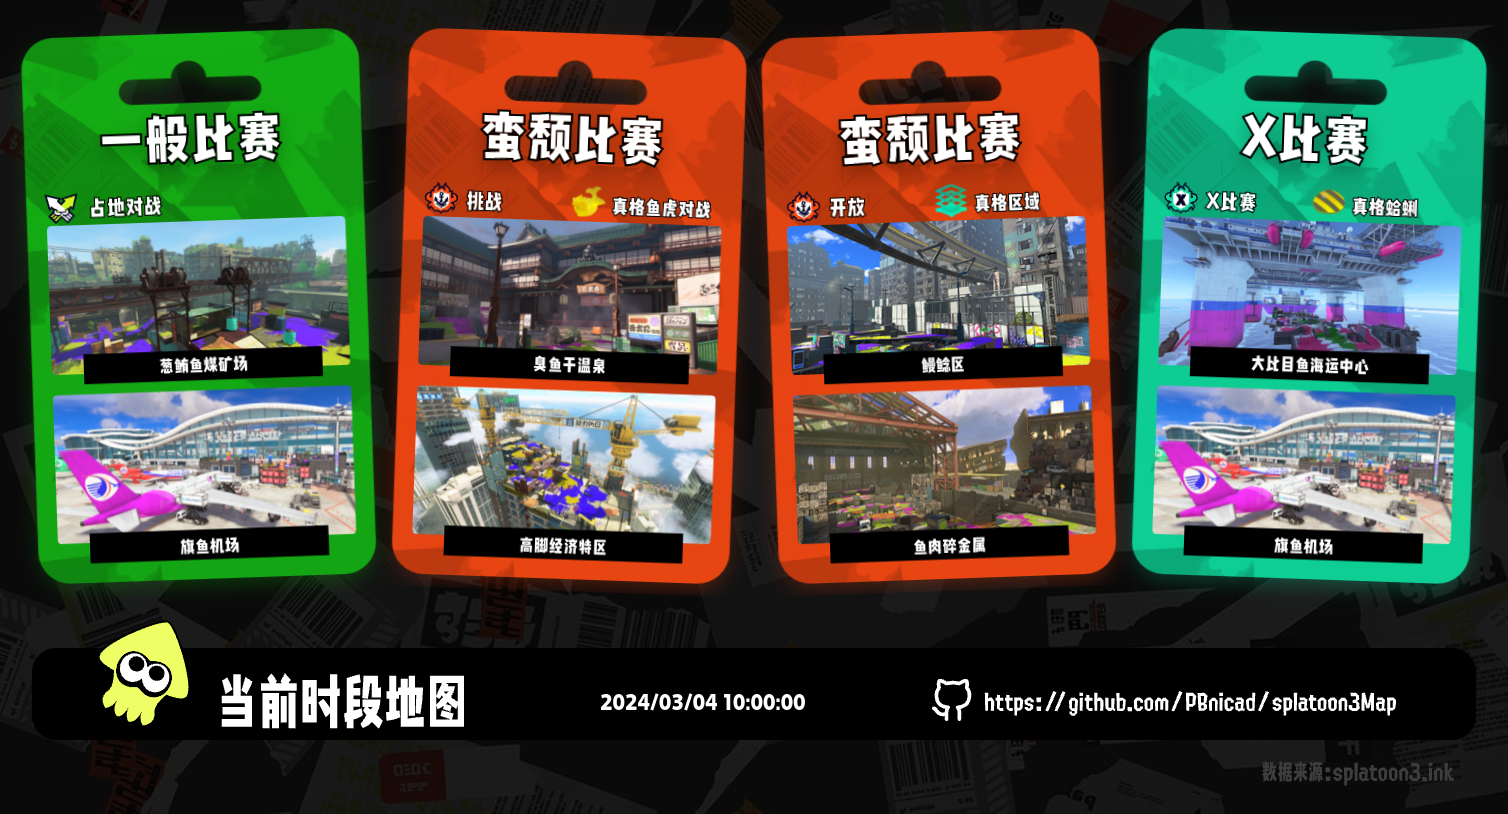 一般比赛
占地对战
葱鲔鱼煤矿场
旗鱼机场
蛮颓比赛
挑战
真格鱼虎对战
臭鱼干温泉
高脚经济特区
蛮颓比赛
开放
真格区域
鳗鲶区
鱼肉碎金属
X比赛
X比赛
真格蛤蜊
大比目鱼海运中心
旗鱼机场
当前时段地图
2024/03/04 10:00:00
https://github.com/PBnicad/splatoon3Map
数据来源:splatoon3.ink